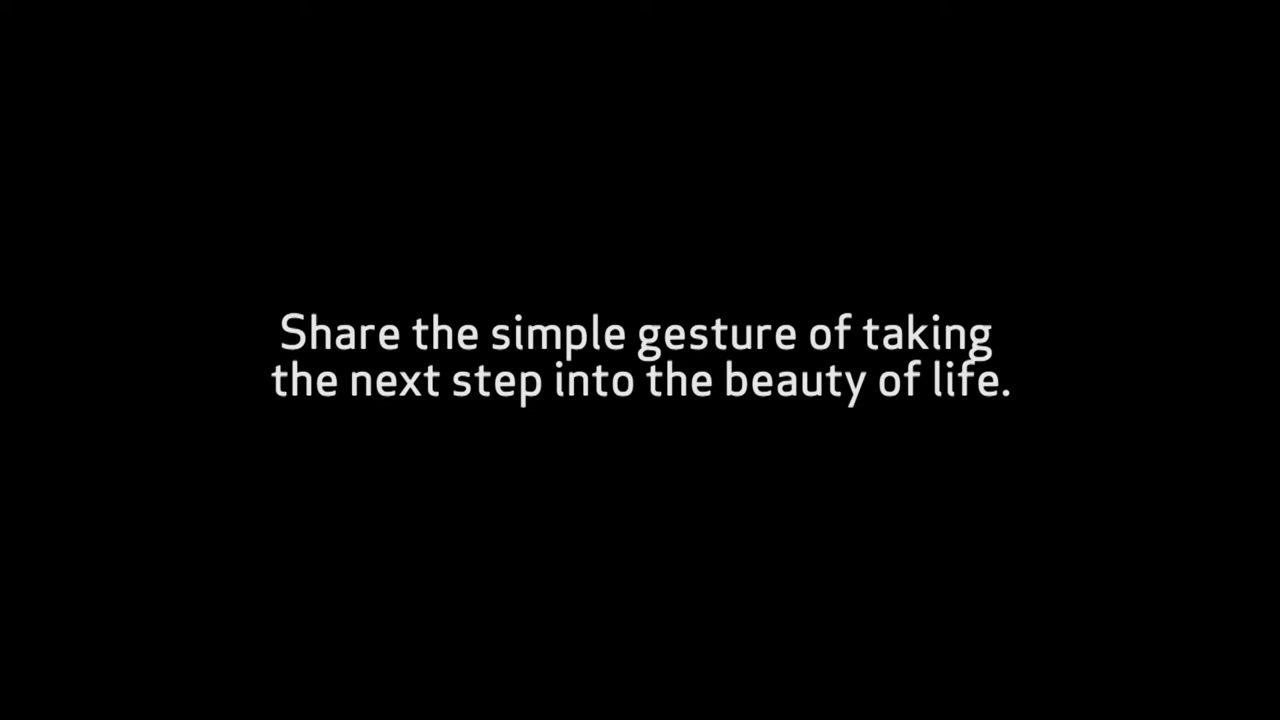 Share the simple gesture of taking
the next step into the beauty of life.